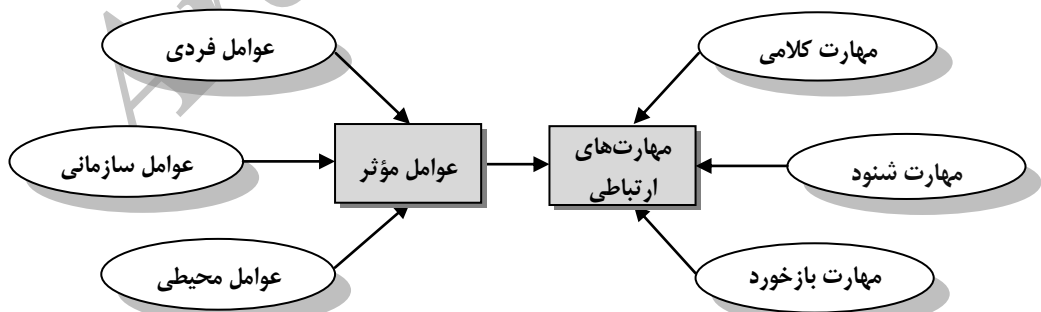 عوامل فردی
مهارت کلامی
عوامل سازمانی
عوامل مؤثر
مهارت‌های
ارتباطی
مهارت شنود
عوامل محیطی
مهارت بازخورد